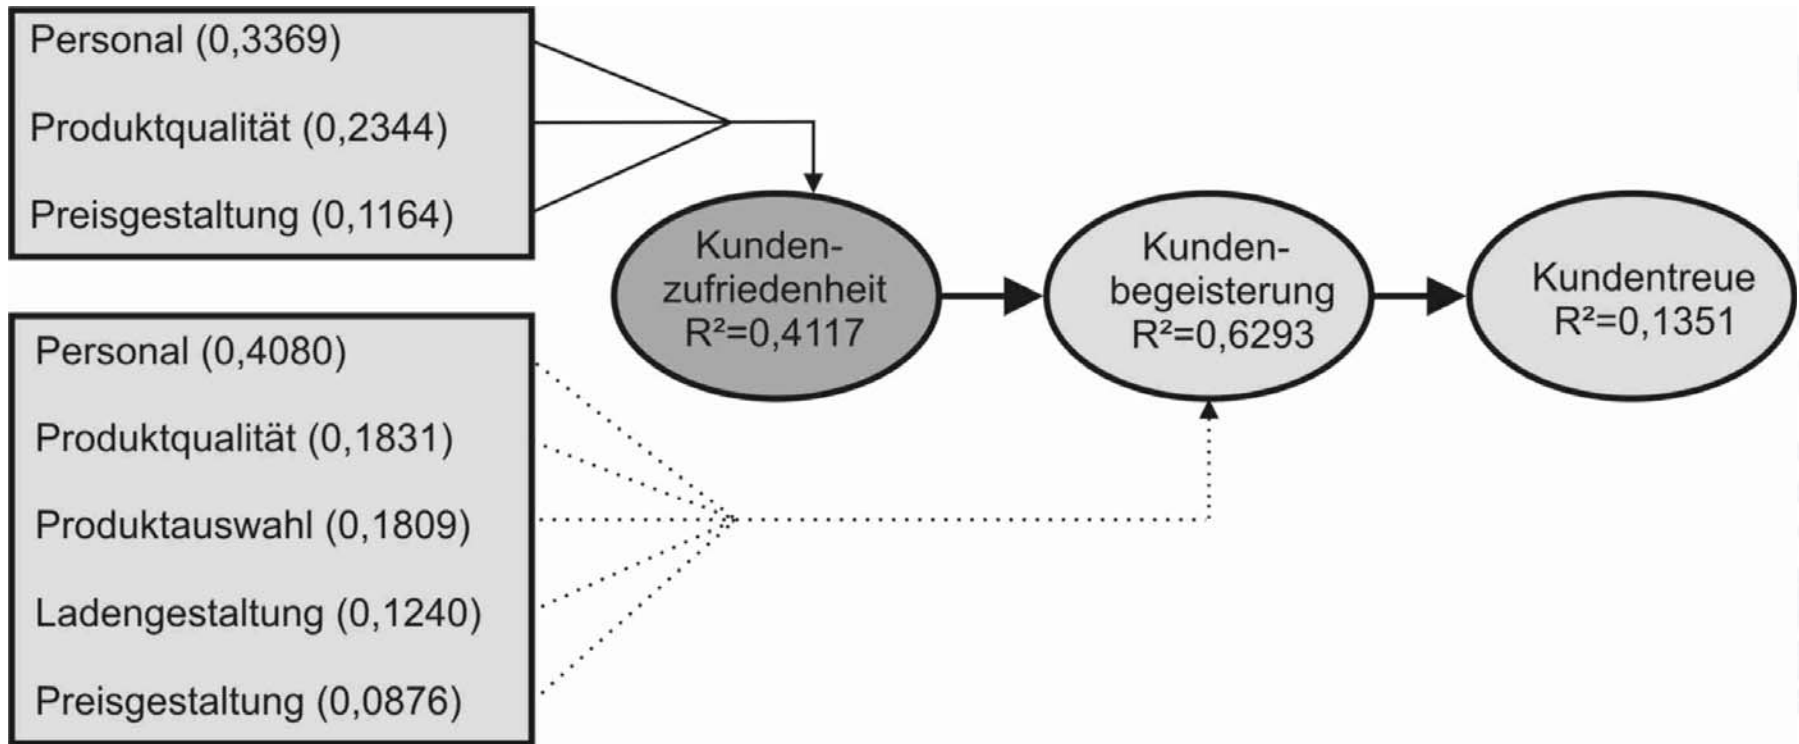 Personal (0,3369)
Produktqualität (0,2344)
Preisgestaltung (0,1164)
Kunden-
zufriedenheit
R²=0,4117
Kunden-
begeisterung
R²=0,6293
Kundentreue
R²=0,1351
Personal (0,4080)
Produktqualität (0,1831)
Produktauswahl (0,1809)
Ladengestaltung (0,1240)
Preisgestaltung (0,0876)